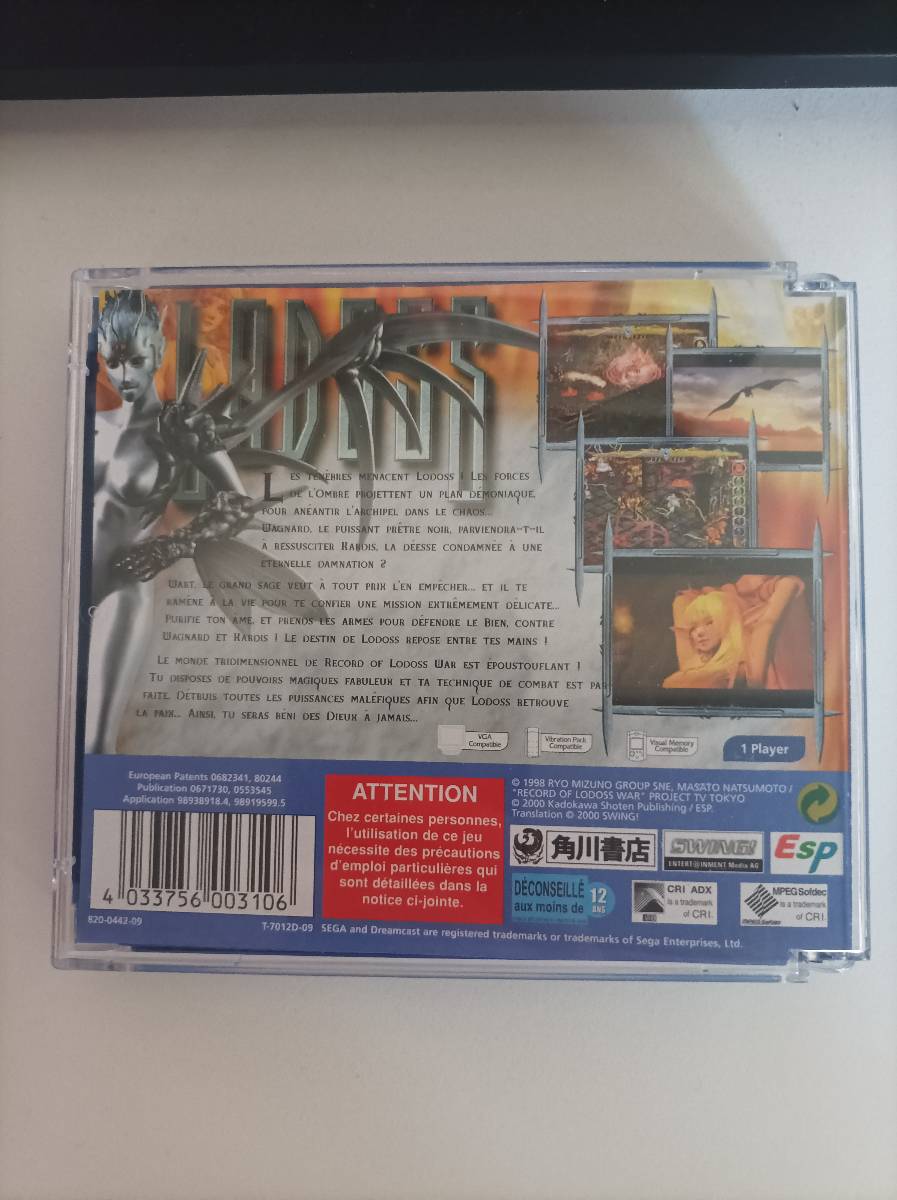 LODOSS
LES TÉNÈBRES MENACENT LODOSS ! LES FORCES
DE L'OMBRE PROJETTENT UN PLAN DÉMONIAQUE,
POUR ANÉANTIR L'ARCHIPEL DANS LE CHAOS...
WAGNARD, LE PUISSANT PRÊTRE NOIR, PARVIENDRA-T-IL
À RESSUSCITER KARDIS, LA DÉESSE CONDAMNÉE À UNE
ÉTERNELLE DAMNATION ?
WART, LE GRAND SAGE VEUT À TOUT PRIX L'EN EMPÊCHER... ET IL TE
RAMÈNE À LA VIE POUR TE CONFIER UNE MISSION EXTRÊMEMENT DÉLICATE...
PURIFIE TON ÂME, ET PRENDS LES ARMES POUR DÉFENDRE LE BIEN, CONTRE
WAGNARD ET KARDIS ! LE DESTIN DE LODOSS REPOSE ENTRE TES MAINS !
LE MONDE TRIDIMENSIONNEL DE RECORD OF LODOSS WAR EST ÉPOUSTOUFLANT !
TU DISPOSES DE POUVOIRS MAGIQUES FABULEUX ET TA TECHNIQUE DE COMBAT EST PAR
FAITE. DÉTRUIS TOUTES LES PUISSANCES MALÉFIQUES AFIN QUE LODOSS RETROUVE
LA PAIX... AINSI, TU SERAS BÉNI DES DIEUX À JAMAIS...
VGA
Compatible
Vibration Pack
Compatible
Visual Memory
Compatible
1 Player
European Patents 0682341, 80244
Publication 0671730, 0553545
Application 98938918.4, 98919599.5
4 033756 003106
820-0442-09
T-7012D-09
ATTENTION
Chez certaines personnes,
l'utilisation de ce jeu
nécessite des précautions
d'emploi particulières qui
sont détaillées dans la
notice ci-jointe.
© 1998 RYO MIZUNO GROUP SNE, MASATO NATSUMOTO /
"RECORD OF LODOSS WAR" PROJECT TV TOKYO
© 2000 Kadokawa Shoten Publishing / ESP.
Translation © 2000 SWING!
角川書店
SWING!
ENTERT@INMENT Media AG
Esp
DÉCONSEILLÉ
aux moins de
12
ANS
CRI ADX
is a trademark
of CRI.
MPEG Sofdec
is a trademark
of CRI.
SEGA and Dreamcast are registered trademarks or trademarks of Sega Enterprises, Ltd.